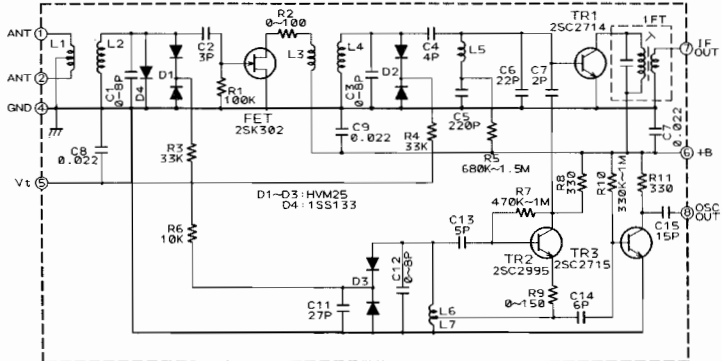 ANT 1
L1
L2
C1
0~8P
D4
D1
C2
3P
R1
100K
R2
0~100
FET
2SK302
L3
L4
C3
0~8P
D2
C4
4P
L5
C5
220P
C6
22P
C7
2P
TR1
2SC2714
1FT
7 IF
OUT
ANT 2
GND 4
C8
0.022
C9
0.022
R3
33K
R4
33K
R5
680K~1.5M
C7
0.022
6 +B
Vt 5
D1~D3:HVM25
D4:1SS133
R6
10K
R7
470K~1M
R8
330
R10
330K~1M
R11
330
8 OSC
OUT
C15
15P
C13
5P
D3
C12
0~8P
C11
27P
TR2
2SC2995
TR3
2SC2715
R9
0~150
C14
6P
L6
L7